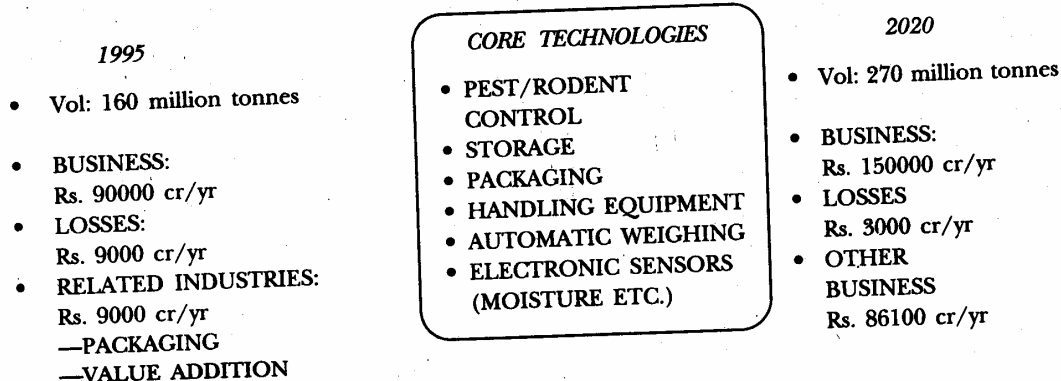 1995
• Vol: 160 million tonnes
• BUSINESS:
Rs. 90000 cr/yr
• LOSSES:
Rs. 9000 cr/yr
• RELATED INDUSTRIES:
Rs. 9000 cr/yr
—PACKAGING
—VALUE ADDITION
CORE TECHNOLOGIES
• PEST/RODENT
CONTROL
• STORAGE
• PACKAGING
• HANDLING EQUIPMENT
• AUTOMATIC WEIGHING
• ELECTRONIC SENSORS
(MOISTURE ETC.)
2020
• Vol: 270 million tonnes
• BUSINESS:
Rs. 150000 cr/yr
• LOSSES
Rs. 3000 cr/yr
• OTHER
BUSINESS
Rs. 86100 cr/yr